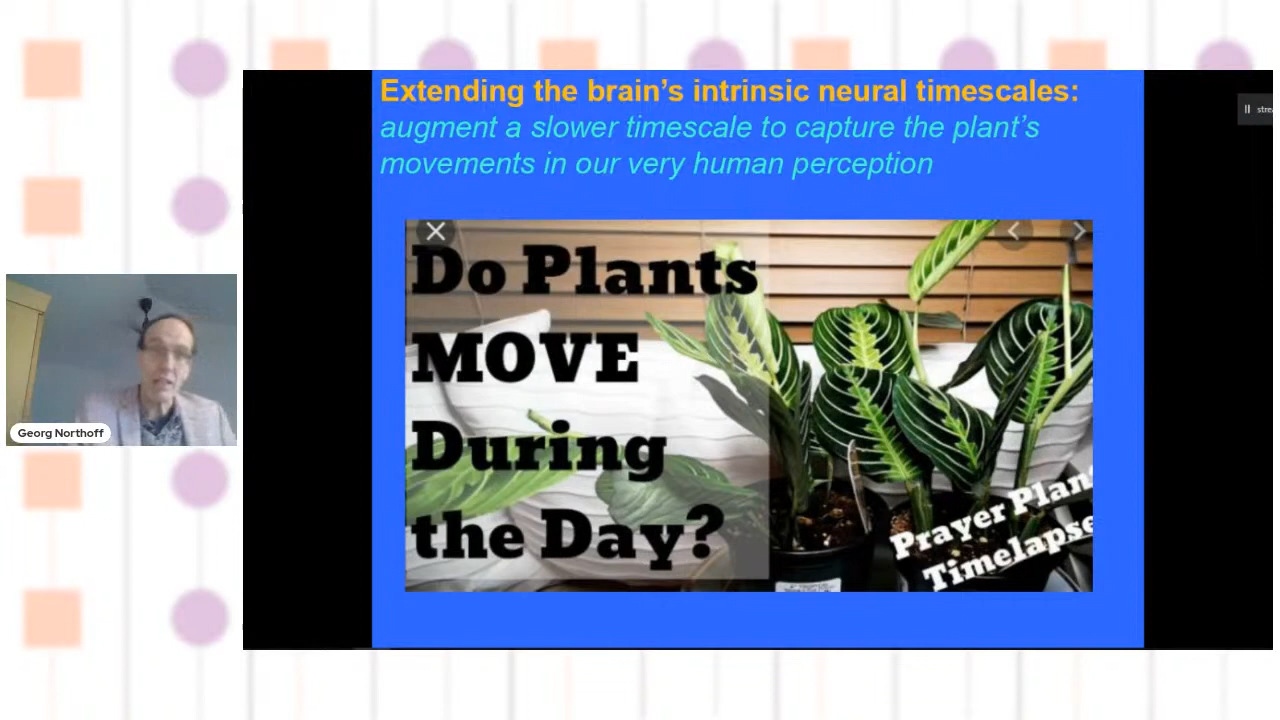 Extending the brain's intrinsic neural timescales:
augment a slower timescale to capture the plant's
movements in our very human perception
Do Plants
MOVE
During
the Day?
Prayer Plant
Timelapse
Georg Northoff